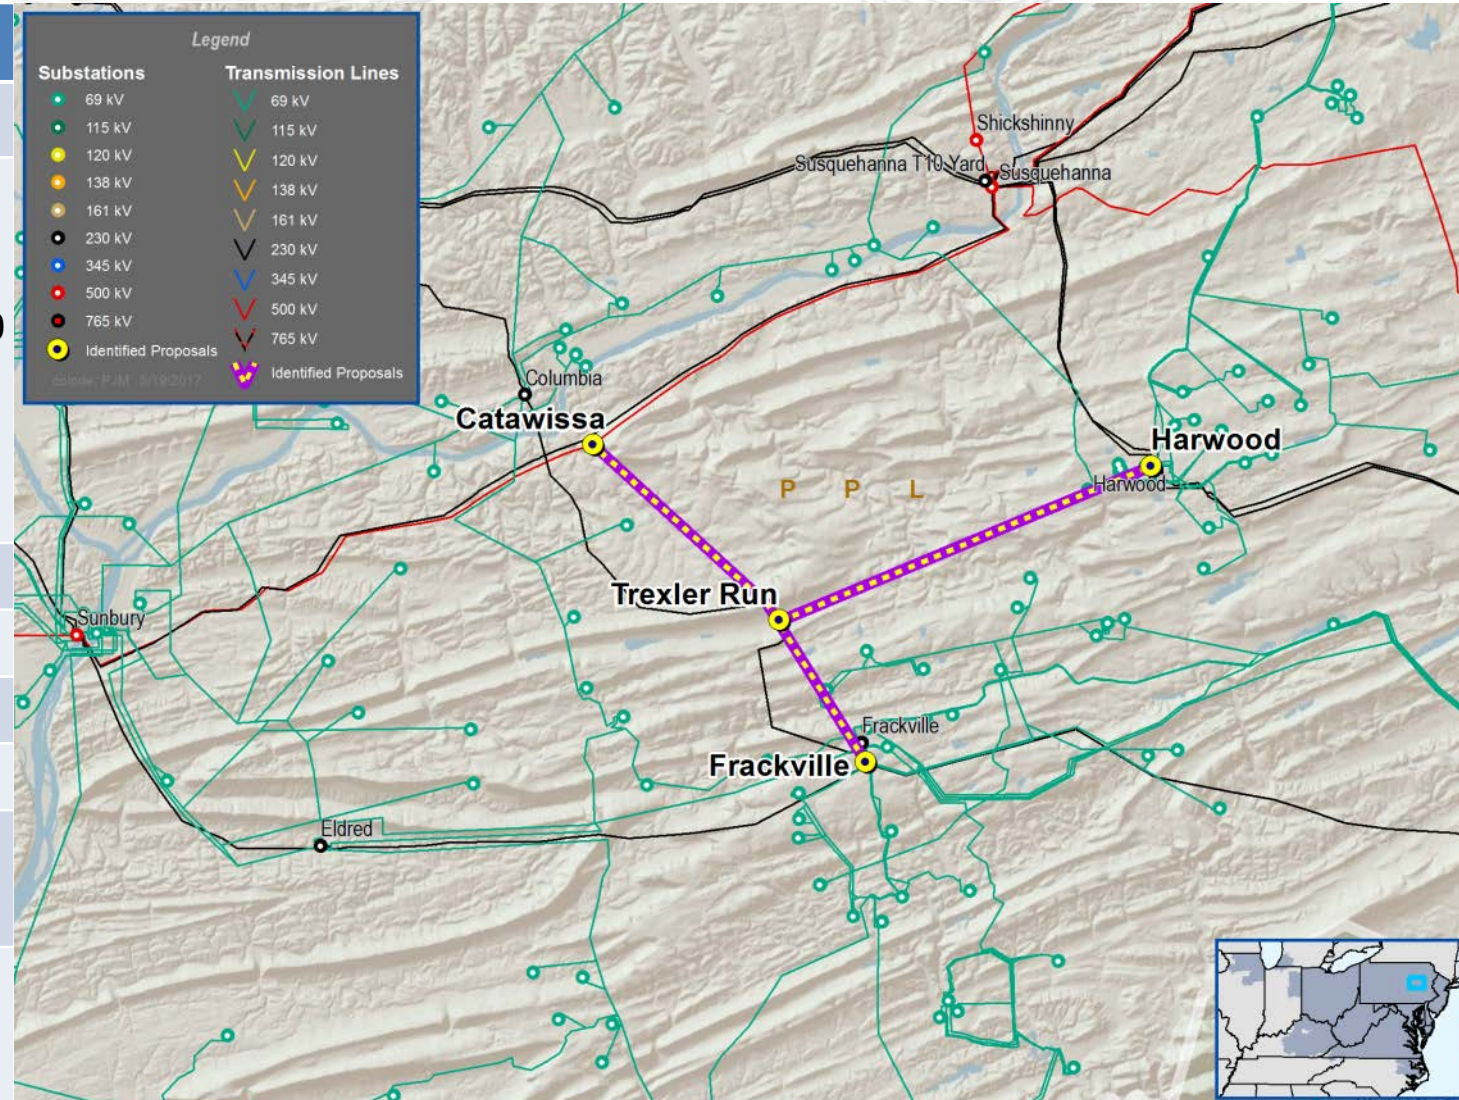 Legend
Substations
69 kV
115 kV
120 kV
138 kV
161 kV
230 kV
345 kV
500 kV
765 kV
Identified Proposals
Transmission Lines
69 kV
115 kV
120 kV
138 kV
161 kV
230 kV
345 kV
500 kV
765 kV
Identified Proposals
Shickshinny
Susquehanna T10 Yard
Susquehanna
Columbia
Catawissa
Harwood
Harwood
P P L
Trexler Run
Sunbury
Frackville
Frackville
Eldred